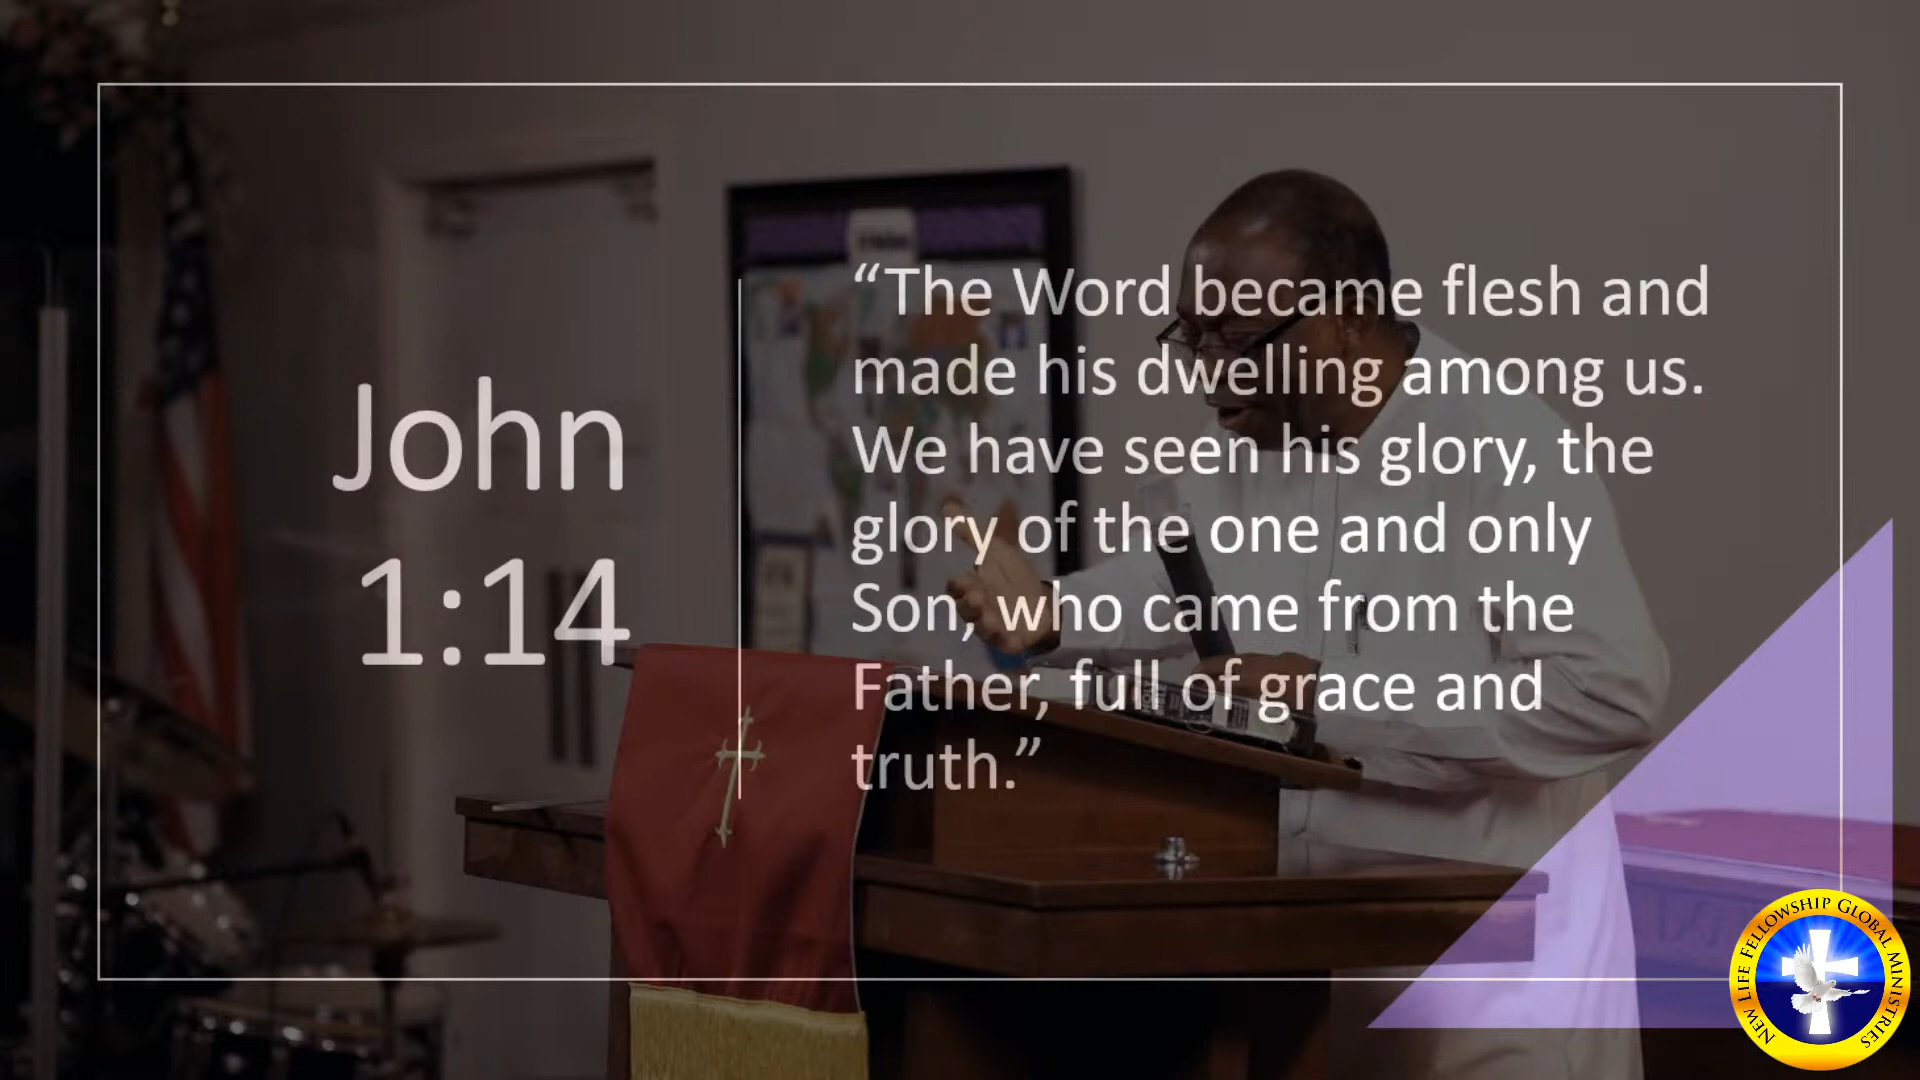 John
1:14
“The Word became flesh and
made his dwelling among us.
We have seen his glory, the
glory of the one and only
Son, who came from the
Father, full of grace and
truth.”
NEW LIFE FELLOWSHIP GLOBAL MINISTRIES